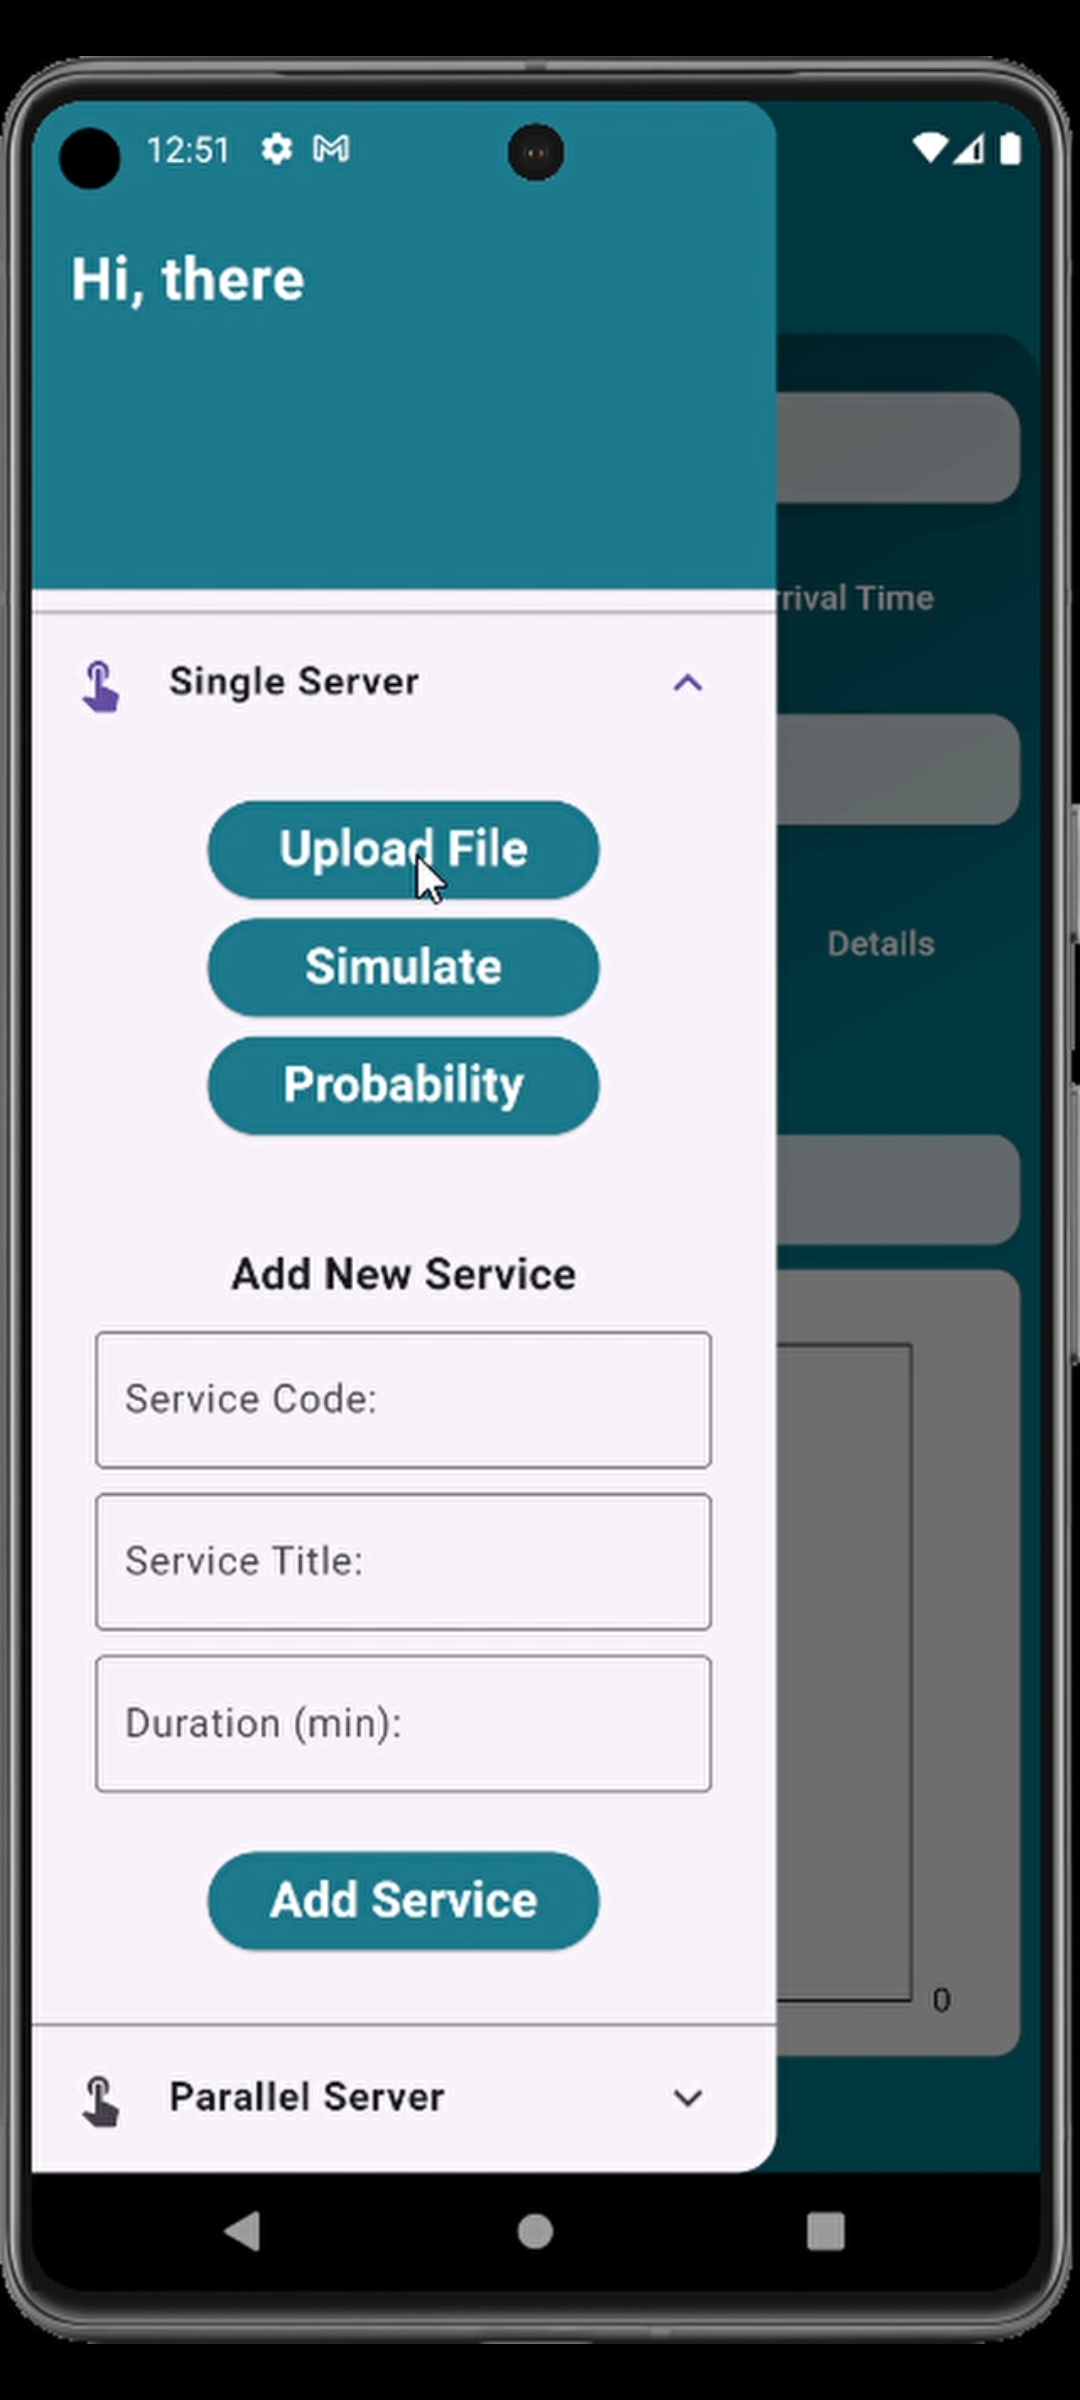 12:51
Hi, there
rrival Time
Single Server
Upload File
Simulate
Details
Probability
Add New Service
Service Code:
Service Title:
Duration (min):
Add Service
0
Parallel Server